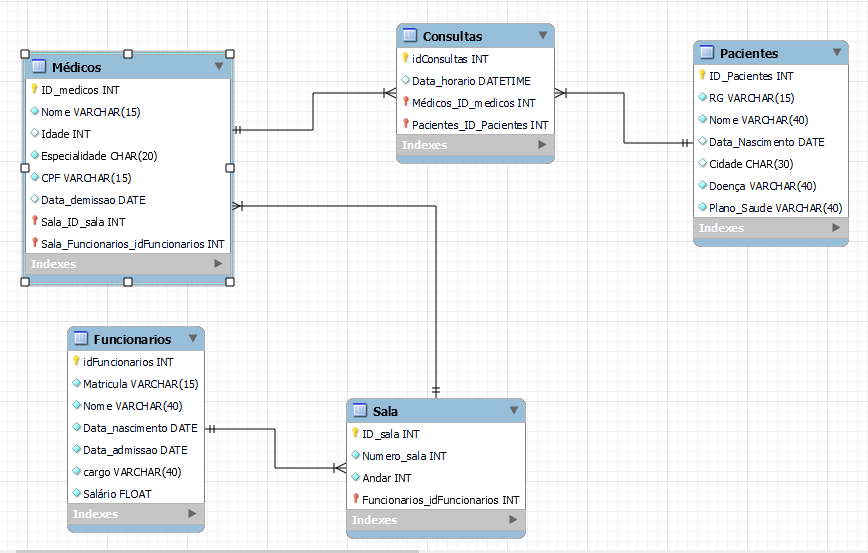 Médicos
ID_medicos INT
Nome VARCHAR(15)
Idade INT
Especialidade CHAR(20)
CPF VARCHAR(15)
Data_demissao DATE
Sala_ID_sala INT
Sala_Funcionarios_idFuncionarios INT
Indexes
Consultas
idConsultas INT
Data_horario DATETIME
Médicos_ID_medicos INT
Pacientes_ID_Pacientes INT
Indexes
Pacientes
ID_Pacientes INT
RG VARCHAR(15)
Nome VARCHAR(40)
Data_Nascimento DATE
Cidade CHAR(30)
Doença VARCHAR(40)
Plano_Saude VARCHAR(40)
Indexes
Funcionarios
idFuncionarios INT
Matricula VARCHAR(15)
Nome VARCHAR(40)
Data_nascimento DATE
Data_admissao DATE
cargo VARCHAR(40)
Salário FLOAT
Indexes
Sala
ID_sala INT
Numero_sala INT
Andar INT
Funcionarios_idFuncionarios INT
Indexes